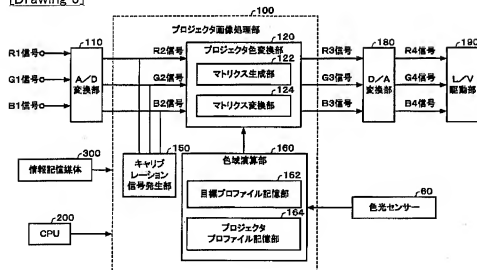 [Drawing 6]
100
プロジェクタ画像処理部
110
120
180
190
R1信号
R2信号
プロジェクタ色変換部
R3信号
R4信号
122
マトリクス生成部
G1信号
A/D
変換部
G2信号
G3信号
D/A
変換部
G4信号
L/V
駆動部
124
マトリクス変換部
B1信号
B2信号
B3信号
B4信号
150
160
300
キャリブ
レーション
信号発生部
色域演算部
情報記憶媒体
162
目標プロファイル記憶部
60
164
色光センサー
200
プロジェクタ
プロファイル記憶部
CPU